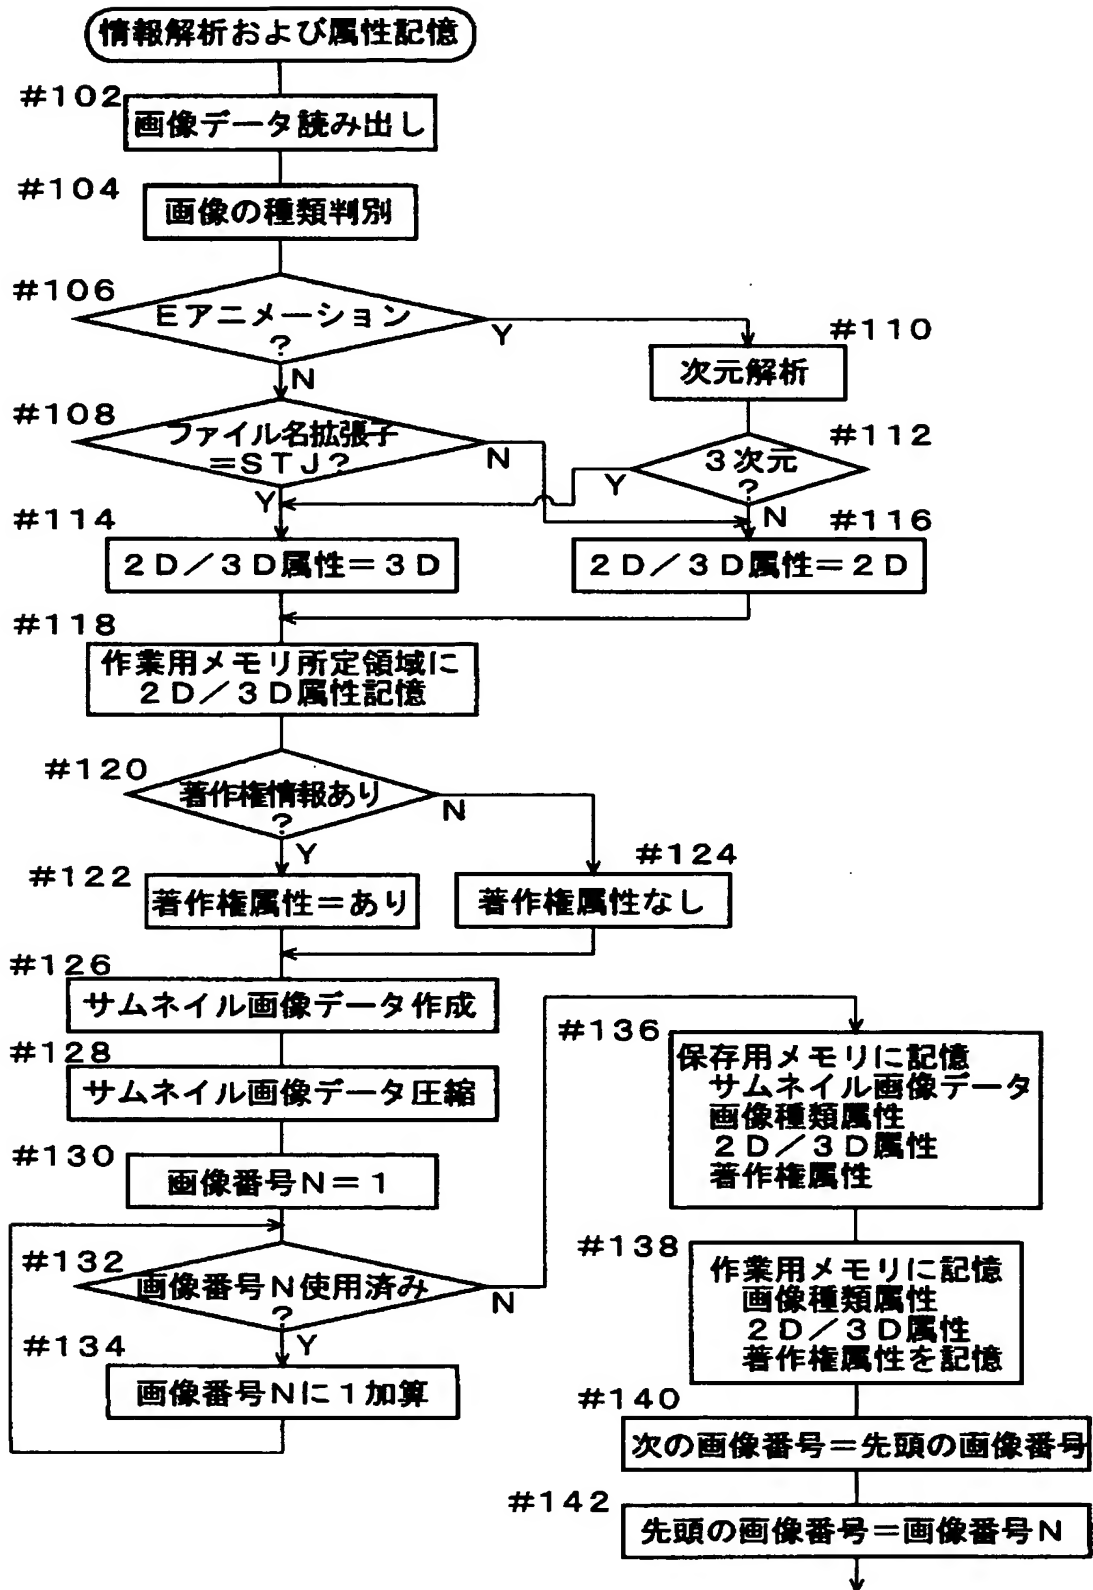 情報解析および属性記憶
#102
画像データ読み出し
#104
画像の種類判別
#106
Eアニメーション
?
Y
N
#110
次元解析
#108
ファイル名拡張子
=STJ?
N
Y
#112
3次元
?
Y
N
#114
2D/3D属性=3D
#116
2D/3D属性=2D
#118
作業用メモリ所定領域に
2D/3D属性記憶
#120
著作権情報あり
?
N
Y
#122
著作権属性=あり
#124
著作権属性なし
#126
サムネイル画像データ作成
#128
サムネイル画像データ圧縮
#130
画像番号N=1
#132
画像番号N使用済み
?
N
Y
#134
画像番号Nに1加算
#136
保存用メモリに記憶
サムネイル画像データ
画像種類属性
2D/3D属性
著作権属性
#138
作業用メモリに記憶
画像種類属性
2D/3D属性
著作権属性を記憶
#140
次の画像番号=先頭の画像番号
#142
先頭の画像番号=画像番号N